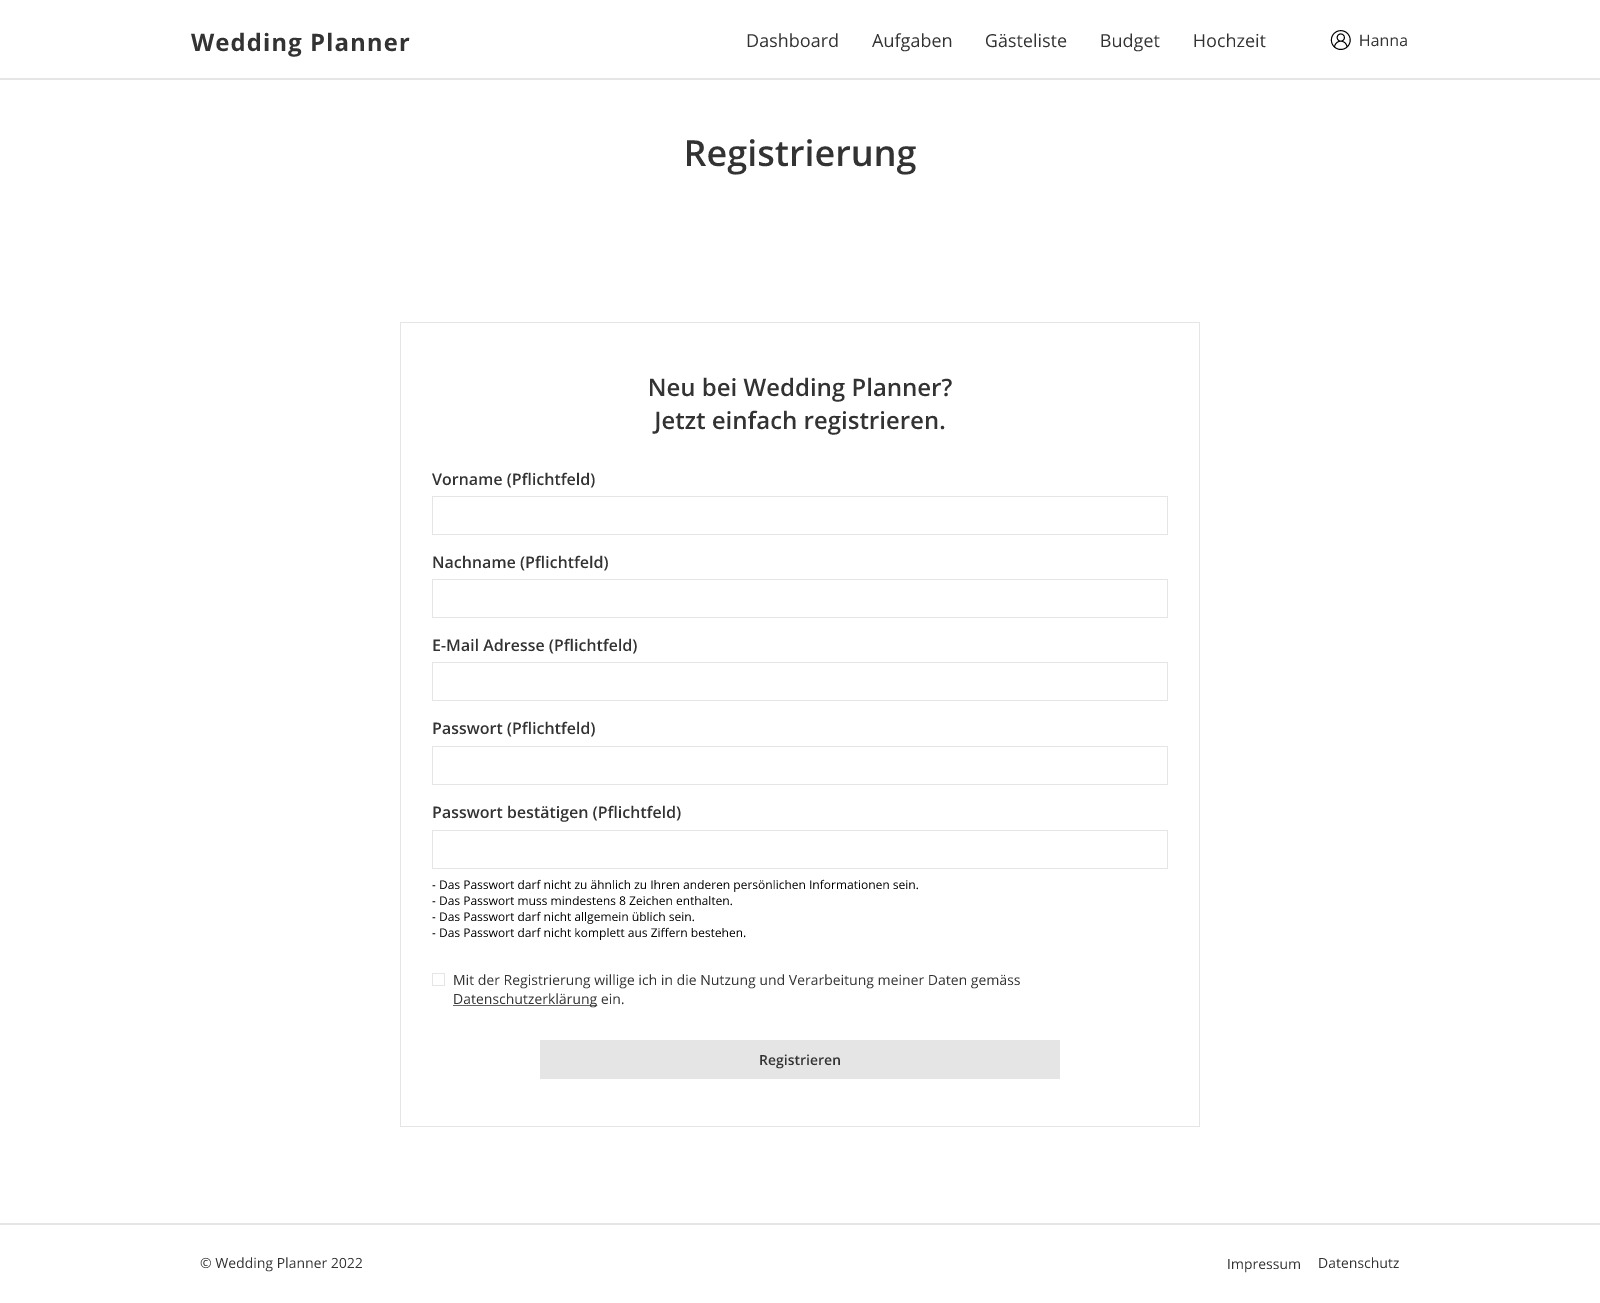 Wedding Planner
Dashboard Aufgaben Gästeliste Budget Hochzeit Hanna
Registrierung
Neu bei Wedding Planner?
Jetzt einfach registrieren.
Vorname (Pflichtfeld)
Nachname (Pflichtfeld)
E-Mail Adresse (Pflichtfeld)
Passwort (Pflichtfeld)
Passwort bestätigen (Pflichtfeld)
- Das Passwort darf nicht zu ähnlich zu Ihren anderen persönlichen Informationen sein.
- Das Passwort muss mindestens 8 Zeichen enthalten.
- Das Passwort darf nicht allgemein üblich sein.
- Das Passwort darf nicht komplett aus Ziffern bestehen.
Mit der Registrierung willige ich in die Nutzung und Verarbeitung meiner Daten gemäss
Datenschutzerklärung ein.
Registrieren
© Wedding Planner 2022
Impressum Datenschutz